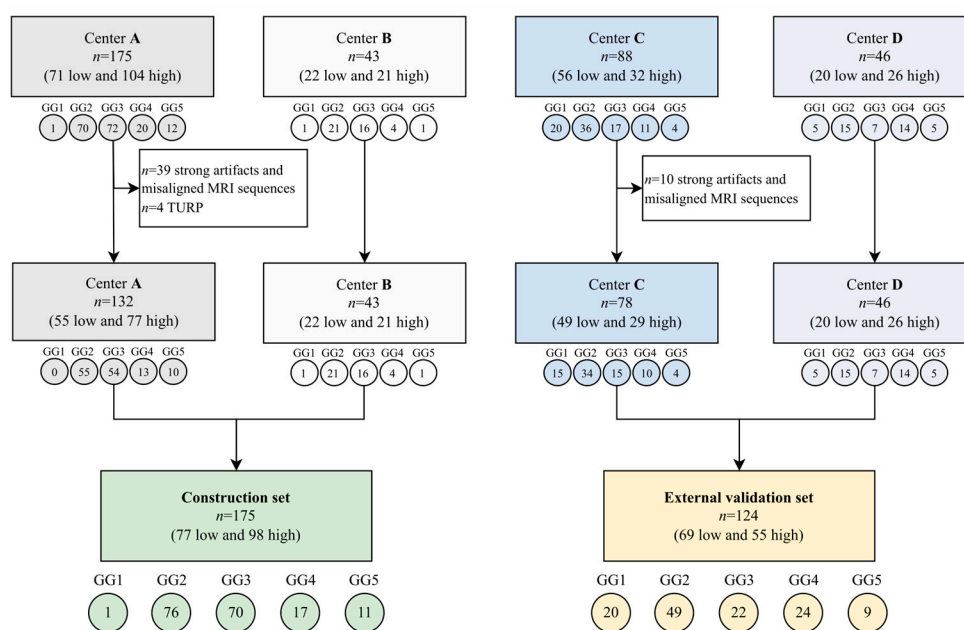 Center A
n=175
(71 low and 104 high)
GG1 GG2 GG3 GG4 GG5
1 70 72 20 12
Center B
n=43
(22 low and 21 high)
GG1 GG2 GG3 GG4 GG5
1 21 16 4 1
Center C
n=88
(56 low and 32 high)
GG1 GG2 GG3 GG4 GG5
20 36 17 11 4
Center D
n=46
(20 low and 26 high)
GG1 GG2 GG3 GG4 GG5
5 15 7 14 5
n=39 strong artifacts and
misaligned MRI sequences
n=4 TURP
n=10 strong artifacts and
misaligned MRI sequences
Center A
n=132
(55 low and 77 high)
GG1 GG2 GG3 GG4 GG5
0 55 54 13 10
Center B
n=43
(22 low and 21 high)
GG1 GG2 GG3 GG4 GG5
1 21 16 4 1
Center C
n=78
(49 low and 29 high)
GG1 GG2 GG3 GG4 GG5
15 34 15 10 4
Center D
n=46
(20 low and 26 high)
GG1 GG2 GG3 GG4 GG5
5 15 7 14 5
Construction set
n=175
(77 low and 98 high)
GG1 GG2 GG3 GG4 GG5
1 76 70 17 11
External validation set
n=124
(69 low and 55 high)
GG1 GG2 GG3 GG4 GG5
20 49 22 24 9